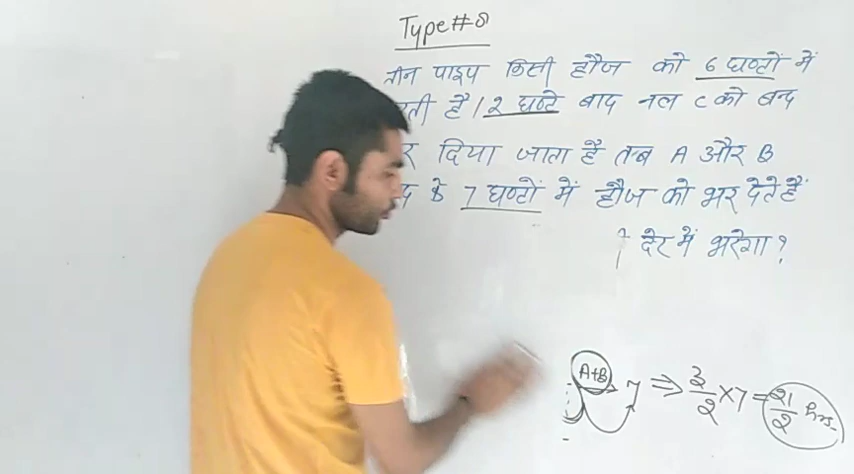 Type#8
तीन पाइप किसी हौज को 6 घण्टों में
ती है। 2 घण्टे बाद नल C को बन्द
र दिया जाता है तब A और B
द के 7 घण्टों में हौज को भर देते हैं
देर में भरेगा?
A+B 7 ⇒ 3/2 × 7 = 21/2 hrs.